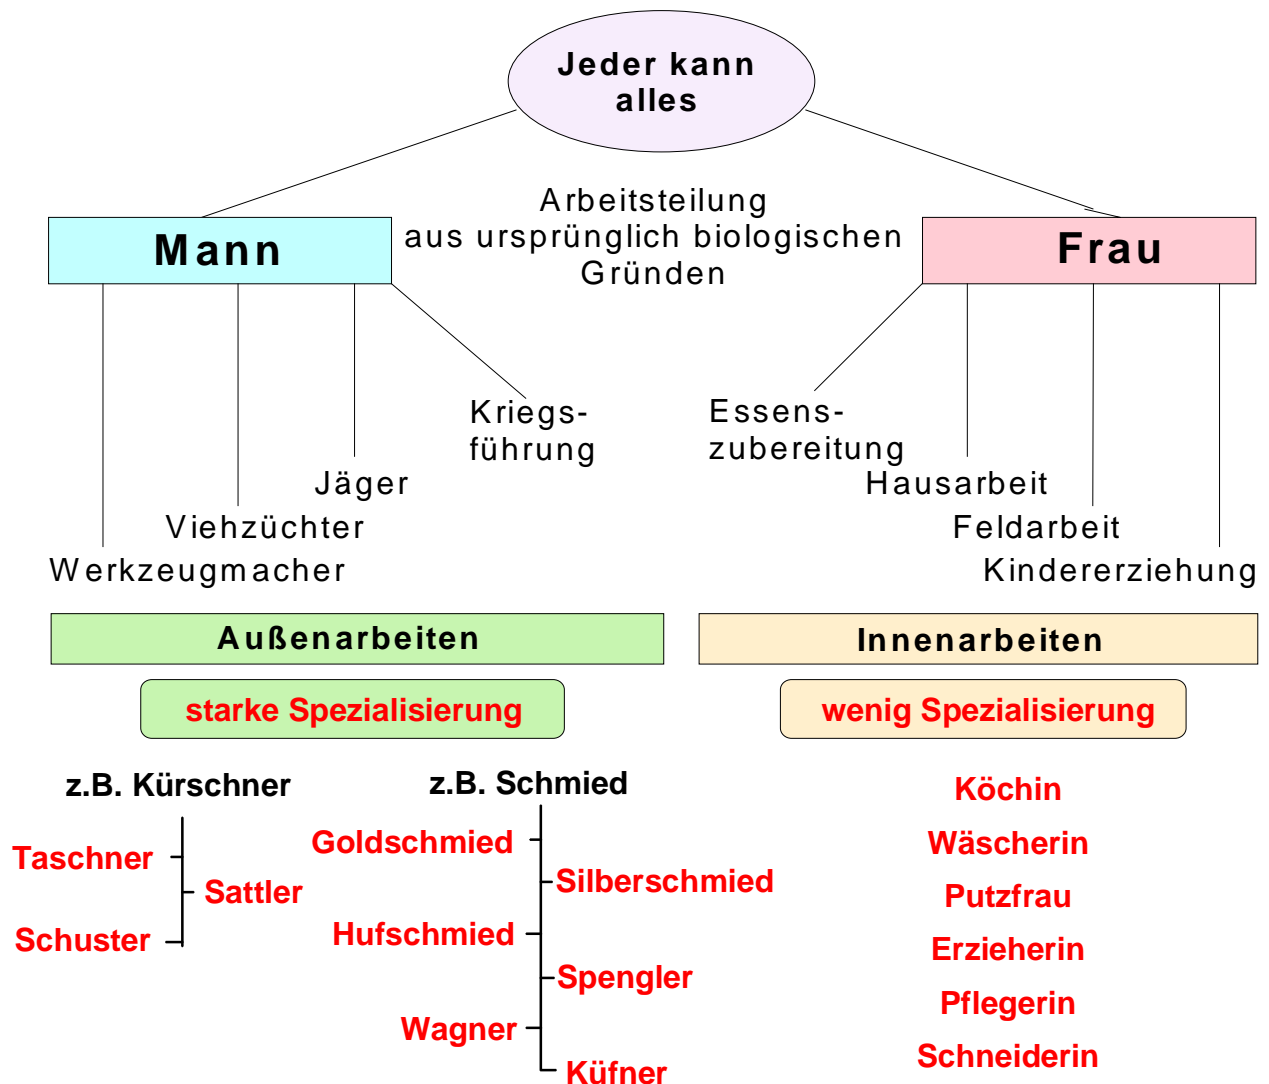 Jeder kann
alles
Arbeitsteilung
aus ursprünglich biologischen
Gründen
Mann
Frau
Kriegs-
führung
Jäger
Viehzüchter
Werkzeugmacher
Essens-
zubereitung
Hausarbeit
Feldarbeit
Kindererziehung
Außenarbeiten
Innenarbeiten
starke Spezialisierung
wenig Spezialisierung
z.B. Kürschner
Taschner
Sattler
Schuster
z.B. Schmied
Goldschmied
Silberschmied
Hufschmied
Spengler
Wagner
Küfner
Köchin
Wäscherin
Putzfrau
Erzieherin
Pflegerin
Schneiderin